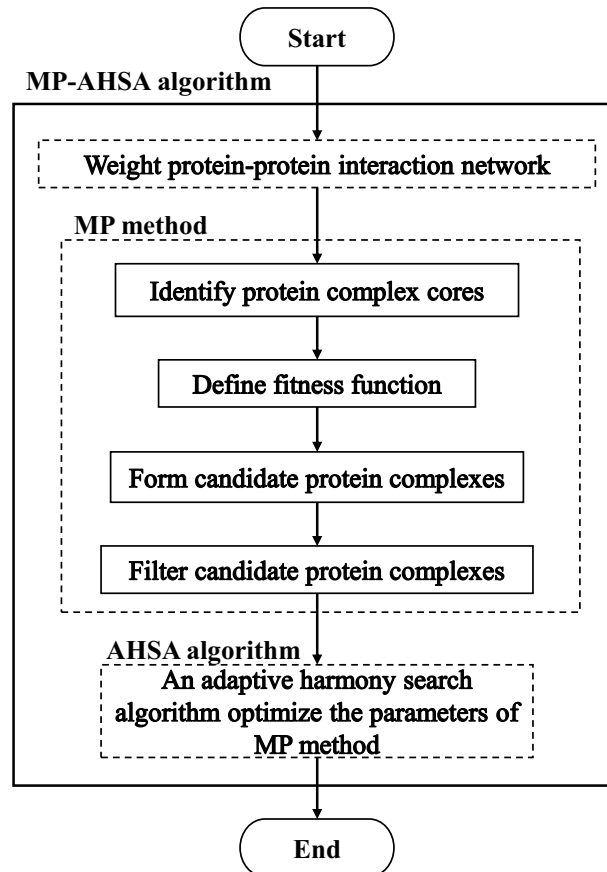 Start
MP-AHSA algorithm
Weight protein-protein interaction network
MP method
Identify protein complex cores
Define fitness function
Form candidate protein complexes
Filter candidate protein complexes
AHSA algorithm
An adaptive harmony search
algorithm optimize the parameters of
MP method
End